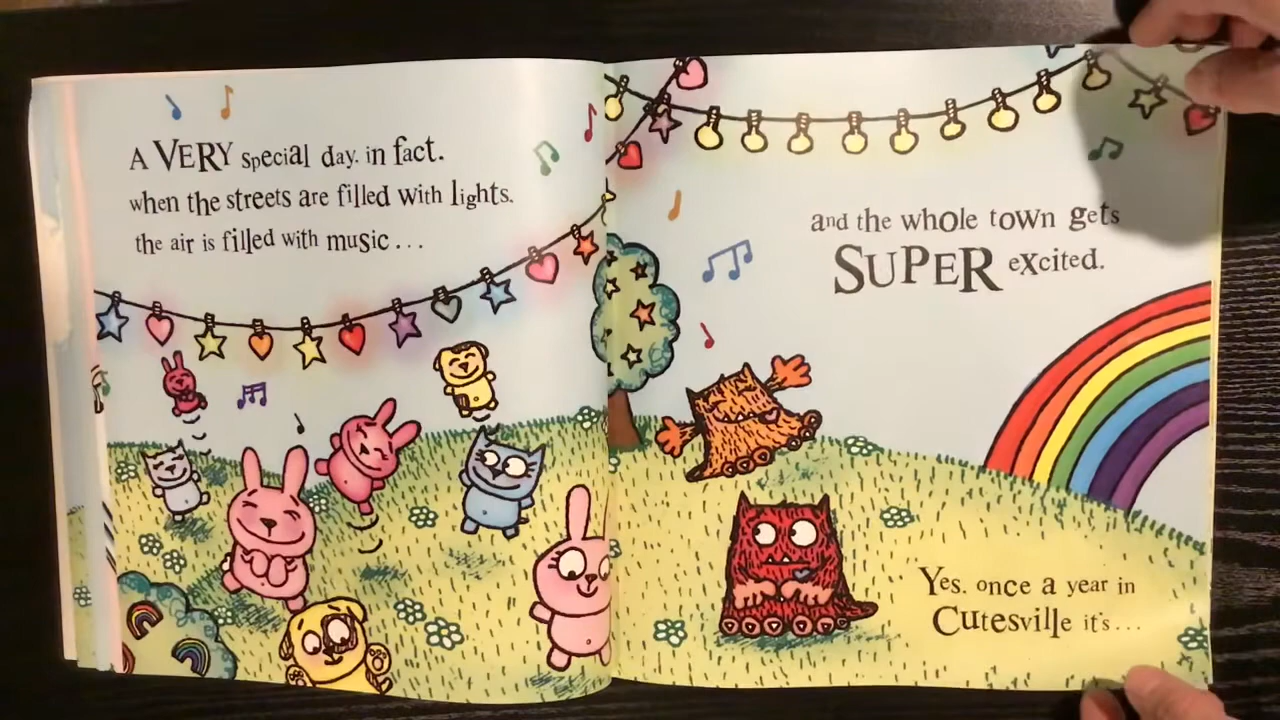 A VERY special day. in fact.
when the streets are filled with lights.
the air is filled with music...
and the whole town gets
SUPER excited.
Yes. once a year in
Cutesville it's...